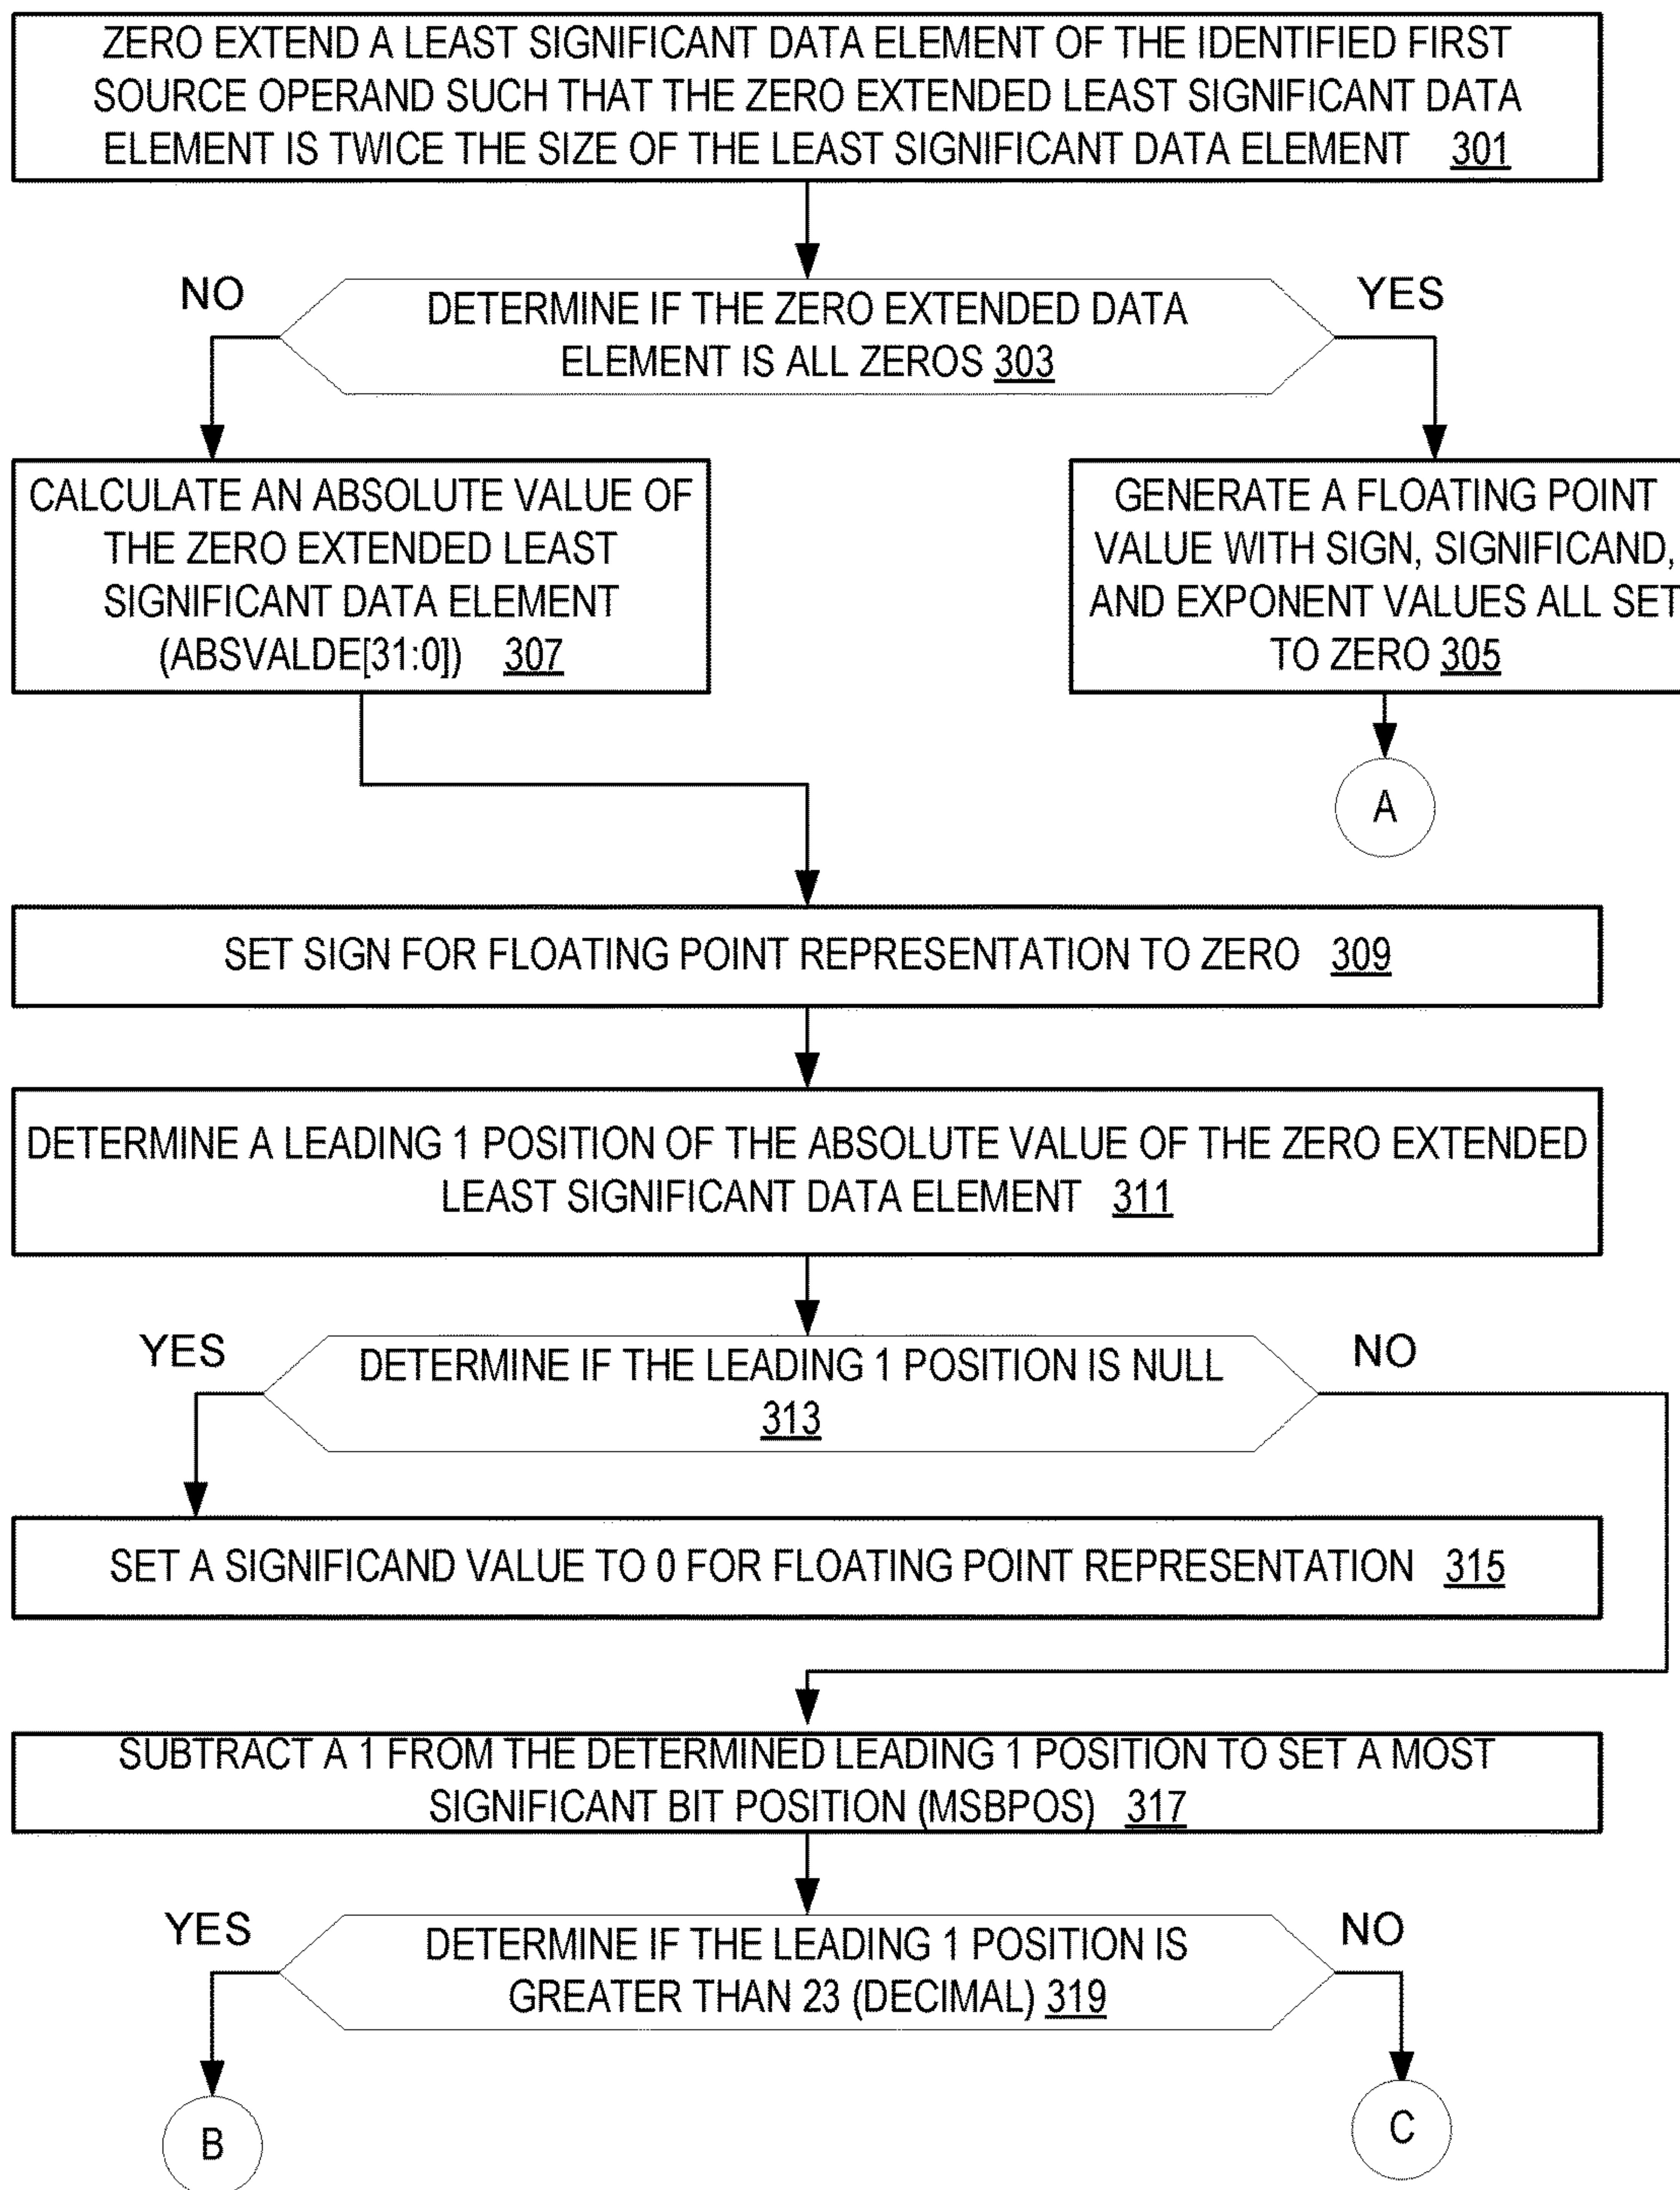 ZERO EXTEND A LEAST SIGNIFICANT DATA ELEMENT OF THE IDENTIFIED FIRST
SOURCE OPERAND SUCH THAT THE ZERO EXTENDED LEAST SIGNIFICANT DATA
ELEMENT IS TWICE THE SIZE OF THE LEAST SIGNIFICANT DATA ELEMENT 301
NO
YES
DETERMINE IF THE ZERO EXTENDED DATA
ELEMENT IS ALL ZEROS 303
CALCULATE AN ABSOLUTE VALUE OF
THE ZERO EXTENDED LEAST
SIGNIFICANT DATA ELEMENT
(ABSVALDE[31:0]) 307
GENERATE A FLOATING POINT
VALUE WITH SIGN, SIGNIFICAND,
AND EXPONENT VALUES ALL SET
TO ZERO 305
A
SET SIGN FOR FLOATING POINT REPRESENTATION TO ZERO 309
DETERMINE A LEADING 1 POSITION OF THE ABSOLUTE VALUE OF THE ZERO EXTENDED
LEAST SIGNIFICANT DATA ELEMENT 311
YES
NO
DETERMINE IF THE LEADING 1 POSITION IS NULL
313
SET A SIGNIFICAND VALUE TO 0 FOR FLOATING POINT REPRESENTATION 315
SUBTRACT A 1 FROM THE DETERMINED LEADING 1 POSITION TO SET A MOST
SIGNIFICANT BIT POSITION (MSBPOS) 317
YES
NO
DETERMINE IF THE LEADING 1 POSITION IS
GREATER THAN 23 (DECIMAL) 319
B
C